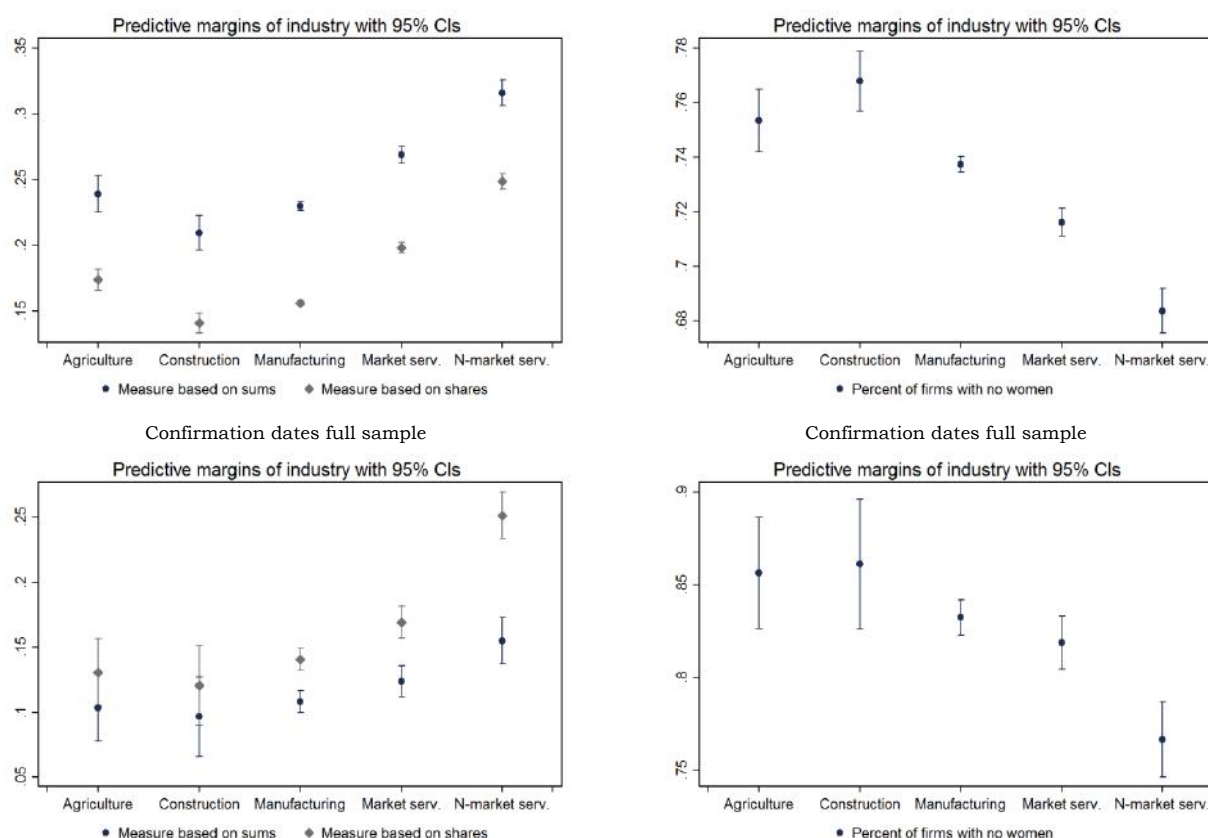 Predictive margins of industry with 95% CIs
.35
.3
.25
.2
.15
Agriculture Construction Manufacturing Market serv. N-market serv.
Measure based on sums Measure based on shares
Predictive margins of industry with 95% CIs
.78
.76
.74
.72
.7
.68
Agriculture Construction Manufacturing Market serv. N-market serv.
Percent of firms with no women
Confirmation dates full sample
Confirmation dates full sample
Predictive margins of industry with 95% CIs
.25
.2
.15
.1
.05
Agriculture Construction Manufacturing Market serv. N-market serv.
Measure based on sums Measure based on shares
Predictive margins of industry with 95% CIs
.9
.85
.8
.75
Agriculture Construction Manufacturing Market serv. N-market serv.
Percent of firms with no women